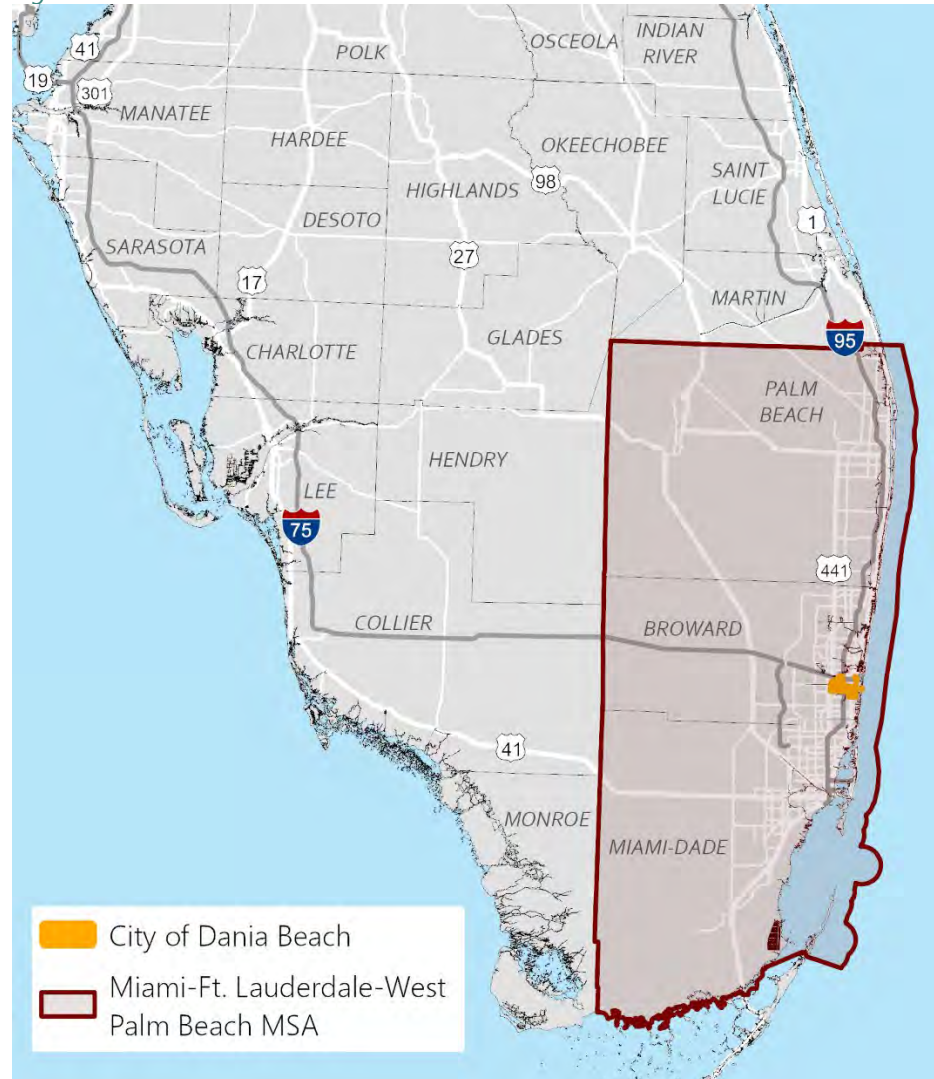 41
POLK
OSCEOLA
INDIAN
RIVER
19
301
MANATEE
HARDEE
OKEECHOBEE
98
SAINT
LUCIE
HIGHLANDS
DESOTO
1
SARASOTA
27
17
MARTIN
GLADES
95
CHARLOTTE
PALM
BEACH
HENDRY
LEE
75
441
COLLIER
BROWARD
41
MONROE
MIAMI-DADE
City of Dania Beach
Miami-Ft. Lauderdale-West
Palm Beach MSA